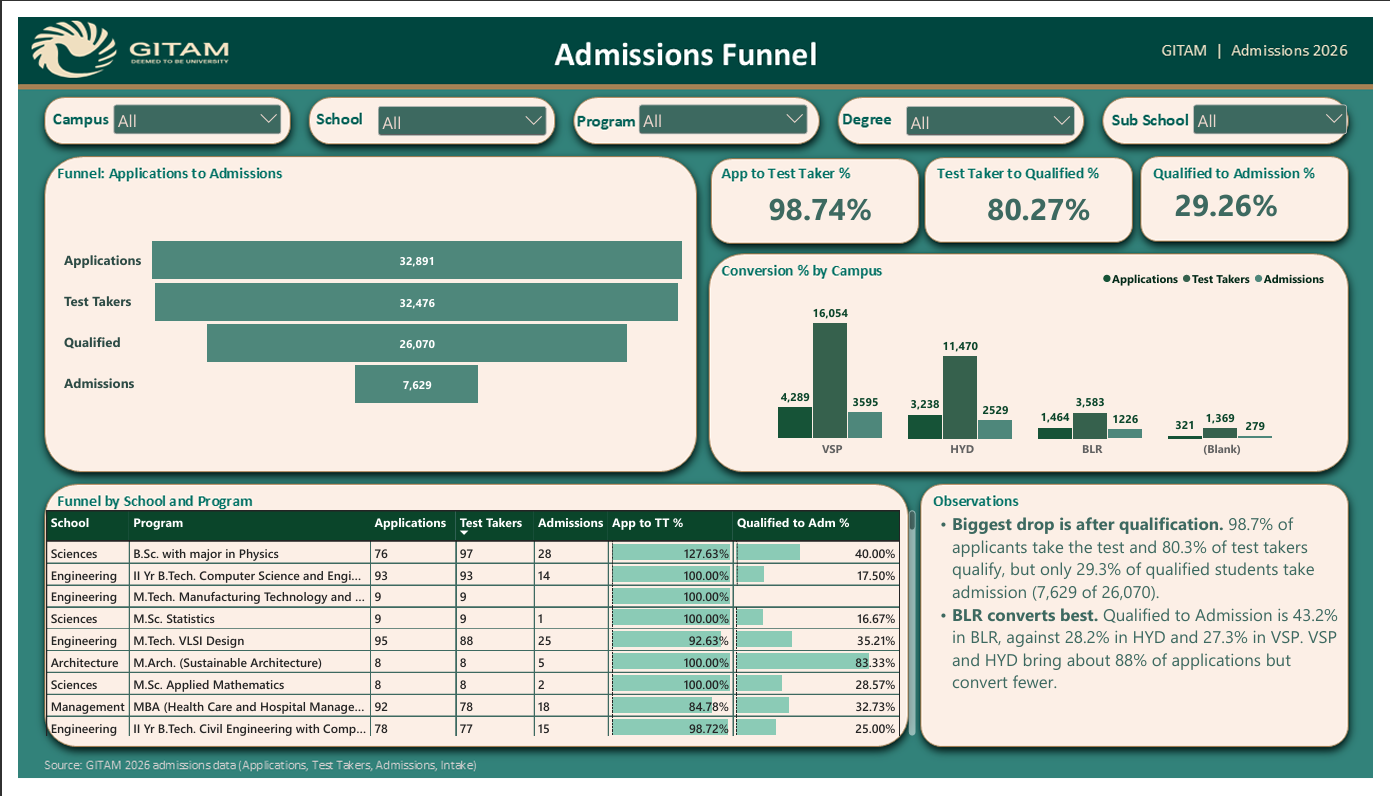 GITAM
DEEMED TO BE UNIVERSITY
Admissions Funnel
GITAM | Admissions 2026
Campus All
School All
Program All
Degree All
Sub School All
Funnel: Applications to Admissions
Applications 32,891
Test Takers 32,476
Qualified 26,070
Admissions 7,629
App to Test Taker %
98.74%
Test Taker to Qualified %
80.27%
Qualified to Admission %
29.26%
Conversion % by Campus
Applications Test Takers Admissions
4,289 16,054 3595
3,238 11,470 2529
1,464 3,583 1226
321 1,369 279
VSP HYD BLR (Blank)
Funnel by School and Program
School Program Applications Test Takers Admissions App to TT % Qualified to Adm %
Sciences B.Sc. with major in Physics 76 97 28 127.63% 40.00%
Engineering II Yr B.Tech. Computer Science and Engi... 93 93 14 100.00% 17.50%
Engineering M.Tech. Manufacturing Technology and ... 9 9 100.00%
Sciences M.Sc. Statistics 9 9 1 100.00% 16.67%
Engineering M.Tech. VLSI Design 95 88 25 92.63% 35.21%
Architecture M.Arch. (Sustainable Architecture) 8 8 5 100.00% 83.33%
Sciences M.Sc. Applied Mathematics 8 8 2 100.00% 28.57%
Management MBA (Health Care and Hospital Manage... 92 78 18 84.78% 32.73%
Engineering II Yr B.Tech. Civil Engineering with Comp... 78 77 15 98.72% 25.00%
Observations
• Biggest drop is after qualification. 98.7% of
applicants take the test and 80.3% of test takers
qualify, but only 29.3% of qualified students take
admission (7,629 of 26,070).
• BLR converts best. Qualified to Admission is 43.2%
in BLR, against 28.2% in HYD and 27.3% in VSP. VSP
and HYD bring about 88% of applications but
convert fewer.
Source: GITAM 2026 admissions data (Applications, Test Takers, Admissions, Intake)